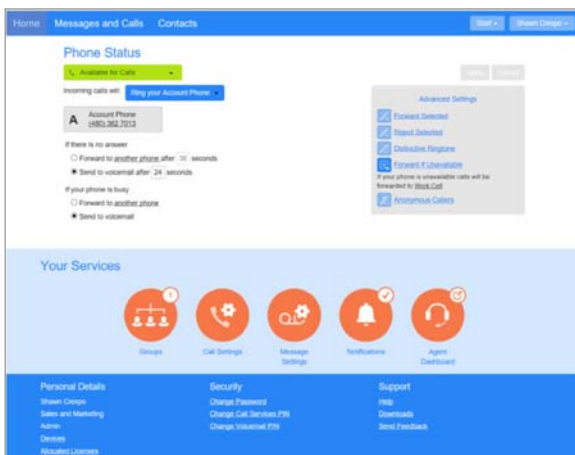 Home Messages and Calls Contacts Start Shawn Crespo
Phone Status
Available for Calls
Incoming calls will: Ring your Account Phone
A Account Phone:
(480) 362 7013
If there is no answer
Forward to another phone after 36 seconds
Send to voicemail after 24 seconds
If your phone is busy
Forward to another phone
Send to voicemail
Apply Cancel
Advanced Settings
Forward Selected
Reject Selected
Distinctive Ringtone
Forward If Unavailable
If your phone is unavailable calls will be
forwarded to Work Cell
Anonymous Callers
Your Services
1
Groups
Call Settings
Message
Settings
Notifications
Agent
Dashboard
Personal Details
Shawn Crespo
Sales and Marketing
Admin
Devices
Allocated Licenses
Security
Change Password
Change Call Services PIN
Change Voicemail PIN
Support
Help
Downloads
Send Feedback